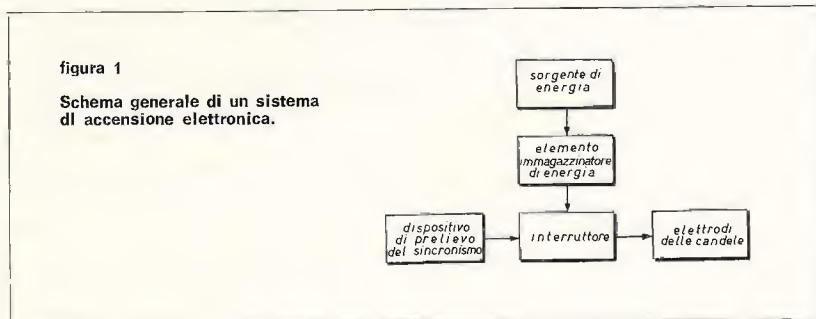 figura 1
Schema generale di un sistema
di accensione elettronica.
sorgente di
energia
elemento
immagazzinatore
di energia
dispositivo
di prelievo
del sincronismo
interruttore
elettrodi
delle candele